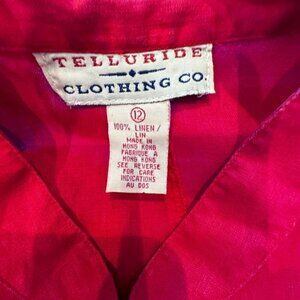 TELLURIDE
CLOTHING CO.
12
100% LINEN/
LIN
MADE IN
HONG KONG
FABRIQUE A
HONG KONG
SEE REVERSE
FOR CARE
INDICATIONS
AU DOS